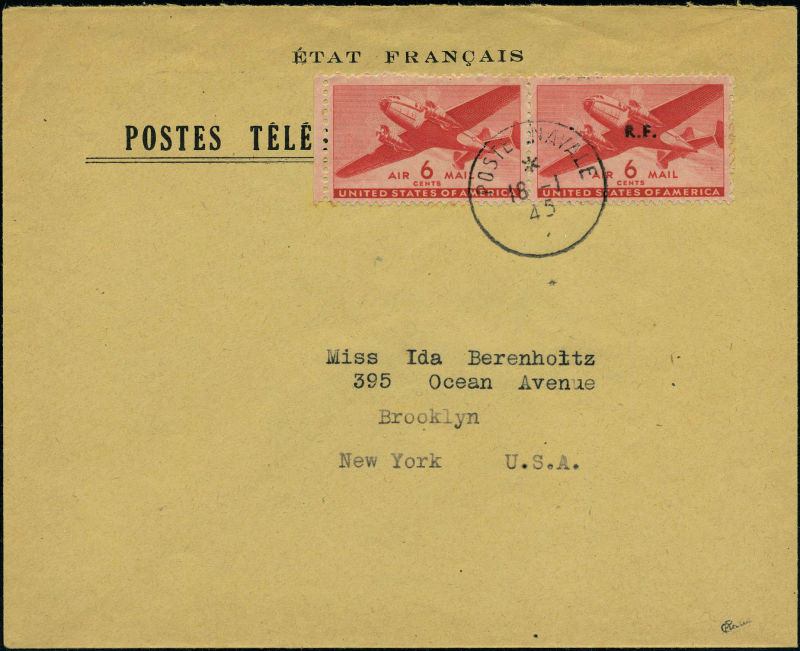 ÉTAT FRANÇAIS
POSTES TÉLÉ
R.F.
AIR 6 MAIL
CENTS
UNITED STATES OF AMERICA
AIR 6 MAIL
CENTS
UNITED STATES OF AMERICA
POSTE NAVALE
18 -1
45
Miss Ida Berenholtz
395 Ocean Avenue
Brooklyn
New York U.S.A.